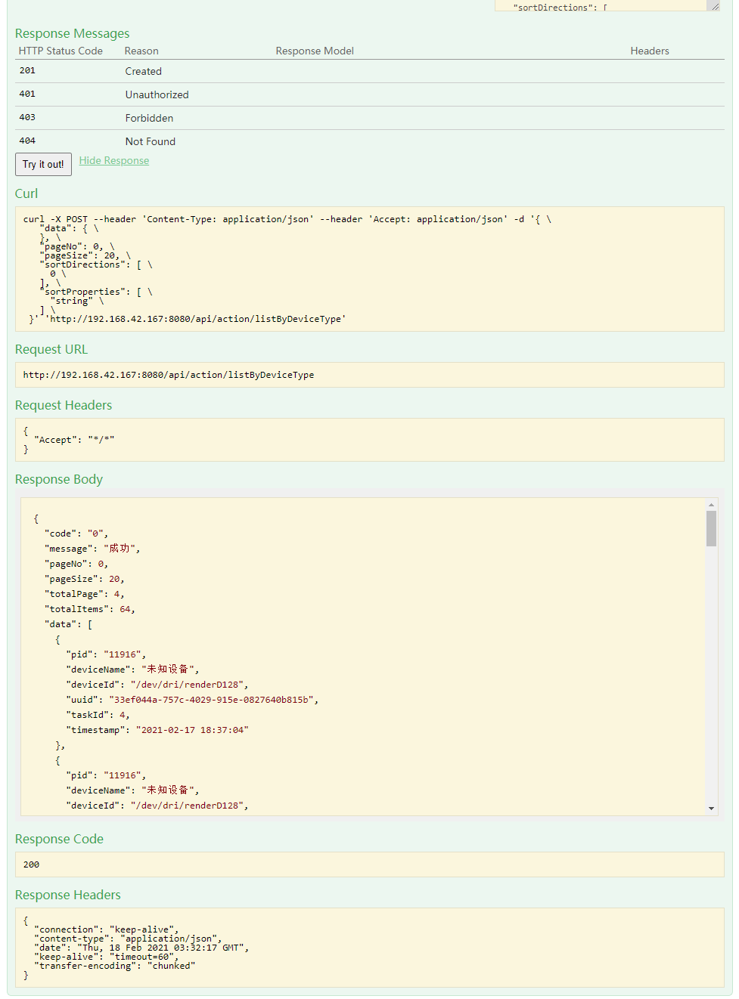 "sortDirections": [
Response Messages
HTTP Status Code Reason Response Model Headers
201 Created
401 Unauthorized
403 Forbidden
404 Not Found
Try it out! Hide Response
Curl
curl -X POST --header 'Content-Type: application/json' --header 'Accept: application/json' -d '{ \
"data": { \
}, \
"pageNo": 0, \
"pageSize": 20, \
"sortDirections": [ \
0 \
], \
"sortProperties": [ \
"string" \
] \
}' 'http://192.168.42.167:8080/api/action/listByDeviceType'
Request URL
http://192.168.42.167:8080/api/action/listByDeviceType
Request Headers
{
"Accept": "*/*"
}
Response Body
{
"code": "0",
"message": "成功",
"pageNo": 0,
"pageSize": 20,
"totalPage": 4,
"totalItems": 64,
"data": [
{
"pid": "11916",
"deviceName": "未知设备",
"deviceId": "/dev/dri/renderD128",
"uuid": "33ef044a-757c-4029-915e-0827640b815b",
"taskId": 4,
"timestamp": "2021-02-17 18:37:04"
},
{
"pid": "11916",
"deviceName": "未知设备",
"deviceId": "/dev/dri/renderD128",
Response Code
200
Response Headers
{
"connection": "keep-alive",
"content-type": "application/json",
"date": "Thu, 18 Feb 2021 03:32:17 GMT",
"keep-alive": "timeout=60",
"transfer-encoding": "chunked"
}